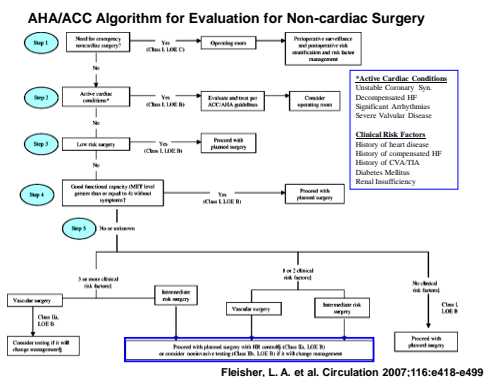 AHA/ACC Algorithm for Evaluation for Non-cardiac Surgery
Step 1
Need for emergency
noncardiac surgery?
Yes
(Class I, LOE C)
Operating room
Perioperative surveillance
and postoperative risk
stratification and risk factor
management
No
Step 2
Active cardiac
conditions*
Yes
(Class I, LOE B)
Evaluate and treat per
ACC/AHA guidelines
Consider
operating room
No
Step 3
Low risk surgery
Yes
(Class I, LOE B)
Proceed with
planned surgery
No
Step 4
Good functional capacity (MET level
greater than or equal to 4) without
symptoms†
Yes
(Class I, LOE B)
Proceed with
planned surgery
*Active Cardiac Conditions
Unstable Coronary Syn.
Decompensated HF
Significant Arrhythmias
Severe Valvular Disease
Clinical Risk Factors
History of heart disease
History of compensated HF
History of CVA/TIA
Diabetes Mellitus
Renal Insufficiency
Step 5
No or unknown
3 or more clinical
risk factors‡
1 or 2 clinical
risk factors‡
No clinical
risk factors‡
Vascular surgery
Intermediate
risk surgery
Vascular surgery
Intermediate risk
surgery
Class I,
LOE B
Class IIa,
LOE B
Consider testing if it will
change management§
Proceed with planned surgery with HR control§ (Class IIa, LOE B)
or consider noninvasive testing (Class IIb, LOE B) if it will change management
Proceed with
planned surgery
Fleisher, L. A. et al. Circulation 2007;116:e418-e499